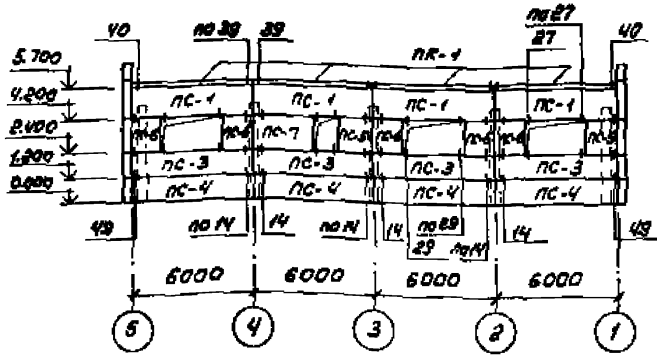 40 по 39 39 ПК-1 по 27 27 40
5.700
4.200
2.400
1.200
0.000
ПС-1 ПС-1 ПС-1 ПС-1
ПС-6 ПС-6 ПС-7 ПС-5 ПС-6 ПС-6 ПС-6 ПС-5
ПС-3 ПС-3 ПС-3 ПС-3
ПС-4 ПС-4 ПС-4 ПС-4
49 по 14 14 по 14 14 по 29 29 по 14 14 49
6000 6000 6000 6000
5 4 3 2 1